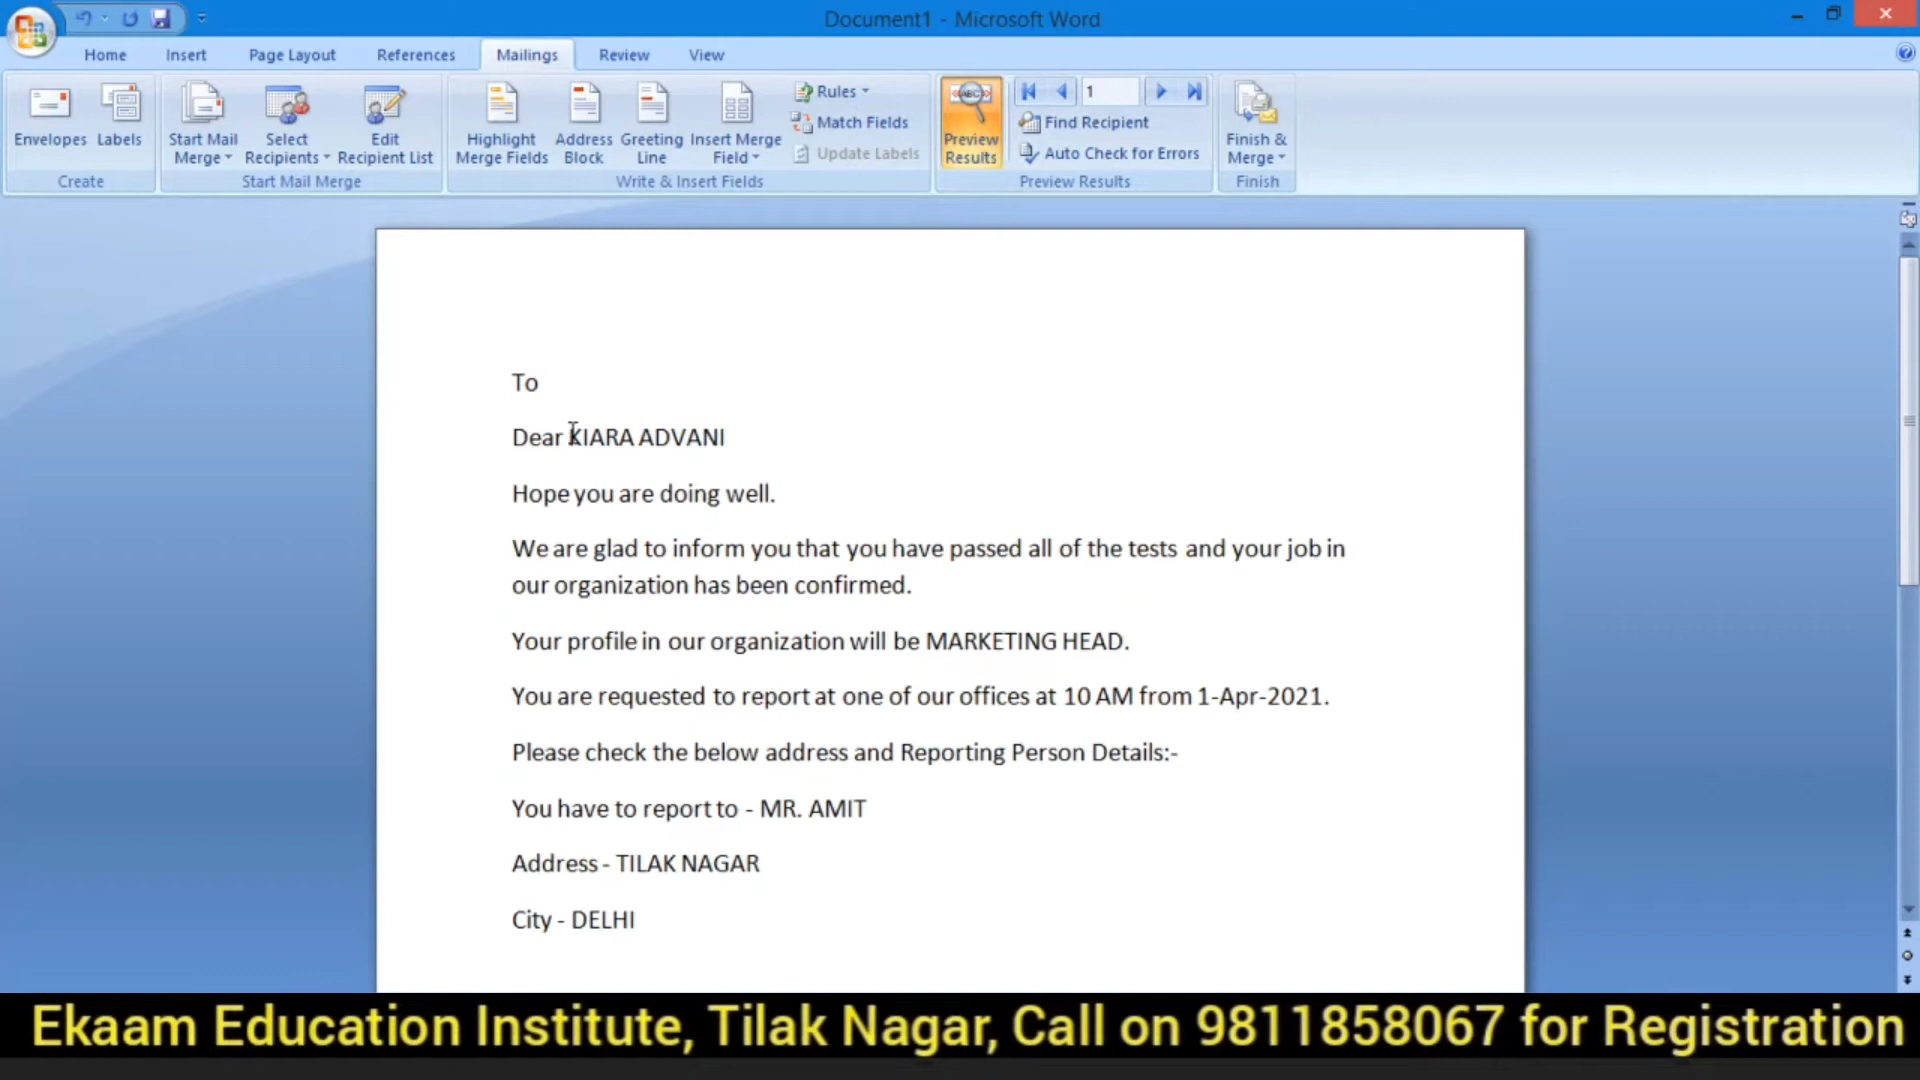 Document1 - Microsoft Word
Home Insert Page Layout References Mailings Review View
Envelopes
Labels
Create
Start Mail
Merge
Select
Recipients
Edit
Recipient List
Start Mail Merge
Highlight
Merge Fields
Address
Block
Greeting
Line
Insert Merge
Field
Rules
Match Fields
Update Labels
Write & Insert Fields
ABC
Preview
Results
1
Find Recipient
Auto Check for Errors
Preview Results
Finish &
Merge
Finish
To
Dear KIARA ADVANI
Hope you are doing well.
We are glad to inform you that you have passed all of the tests and your job in
our organization has been confirmed.
Your profile in our organization will be MARKETING HEAD.
You are requested to report at one of our offices at 10 AM from 1-Apr-2021.
Please check the below address and Reporting Person Details:-
You have to report to - MR. AMIT
Address - TILAK NAGAR
City - DELHI
Ekaam Education Institute, Tilak Nagar, Call on 9811858067 for Registration